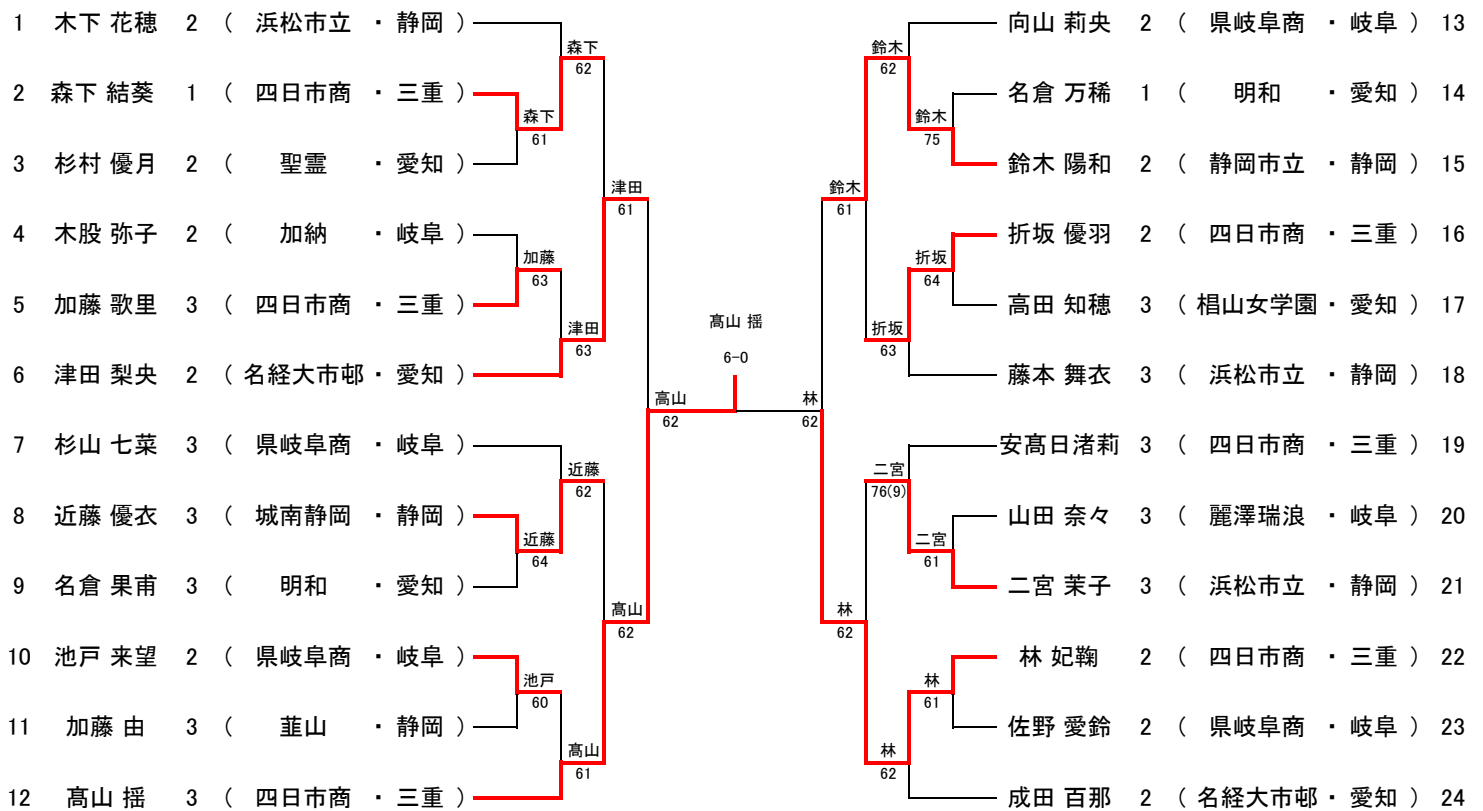 1 木下 花穂 2 ( 浜松市立 ・ 静岡 )
2 森下 結葵 1 ( 四日市商 ・ 三重 )
3 杉村 優月 2 ( 聖霊 ・ 愛知 )
4 木股 弥子 2 ( 加納 ・ 岐阜 )
5 加藤 歌里 3 ( 四日市商 ・ 三重 )
6 津田 梨央 2 ( 名経大市邨 ・ 愛知 )
7 杉山 七菜 3 ( 県岐阜商 ・ 岐阜 )
8 近藤 優衣 3 ( 城南静岡 ・ 静岡 )
9 名倉 果甫 3 ( 明和 ・ 愛知 )
10 池戸 来望 2 ( 県岐阜商 ・ 岐阜 )
11 加藤 由 3 ( 韮山 ・ 静岡 )
12 髙山 揺 3 ( 四日市商 ・ 三重 )
森下
61
加藤
63
近藤
64
池戸
60
森下
62
津田
63
近藤
62
髙山
61
津田
61
髙山
62
高山
62
髙山 揺
6-0
林
62
鈴木
61
林
62
鈴木
62
折坂
63
二宮
76(9)
林
62
鈴木
75
折坂
64
二宮
61
林
61
向山 莉央 2 ( 県岐阜商 ・ 岐阜 ) 13
名倉 万稀 1 ( 明和 ・ 愛知 ) 14
鈴木 陽和 2 ( 静岡市立 ・ 静岡 ) 15
折坂 優羽 2 ( 四日市商 ・ 三重 ) 16
高田 知穂 3 ( 椙山女学園 ・ 愛知 ) 17
藤本 舞衣 3 ( 浜松市立 ・ 静岡 ) 18
安髙日渚莉 3 ( 四日市商 ・ 三重 ) 19
山田 奈々 3 ( 麗澤瑞浪 ・ 岐阜 ) 20
二宮 茉子 3 ( 浜松市立 ・ 静岡 ) 21
林 妃鞠 2 ( 四日市商 ・ 三重 ) 22
佐野 愛鈴 2 ( 県岐阜商 ・ 岐阜 ) 23
成田 百那 2 ( 名経大市邨 ・ 愛知 ) 24